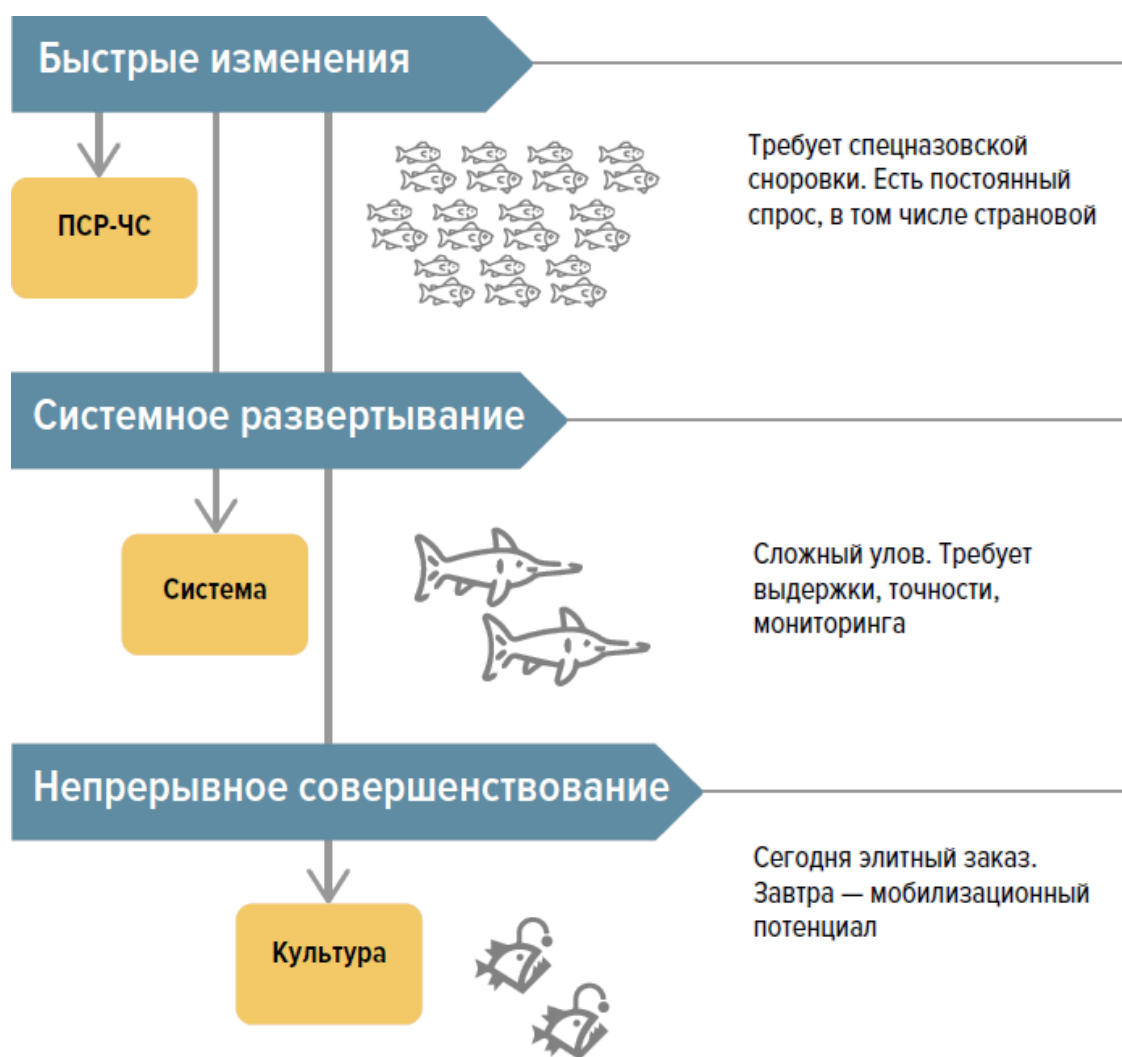 Быстрые изменения
Требует спецназовской
сноровки. Есть постоянный
спрос, в том числе страновой
ПСР-ЧС
Системное развертывание
Система
Сложный улов. Требует
выдержки, точности,
мониторинга
Непрерывное совершенствование
Сегодня элитный заказ.
Завтра — мобилизационный
потенциал
Культура